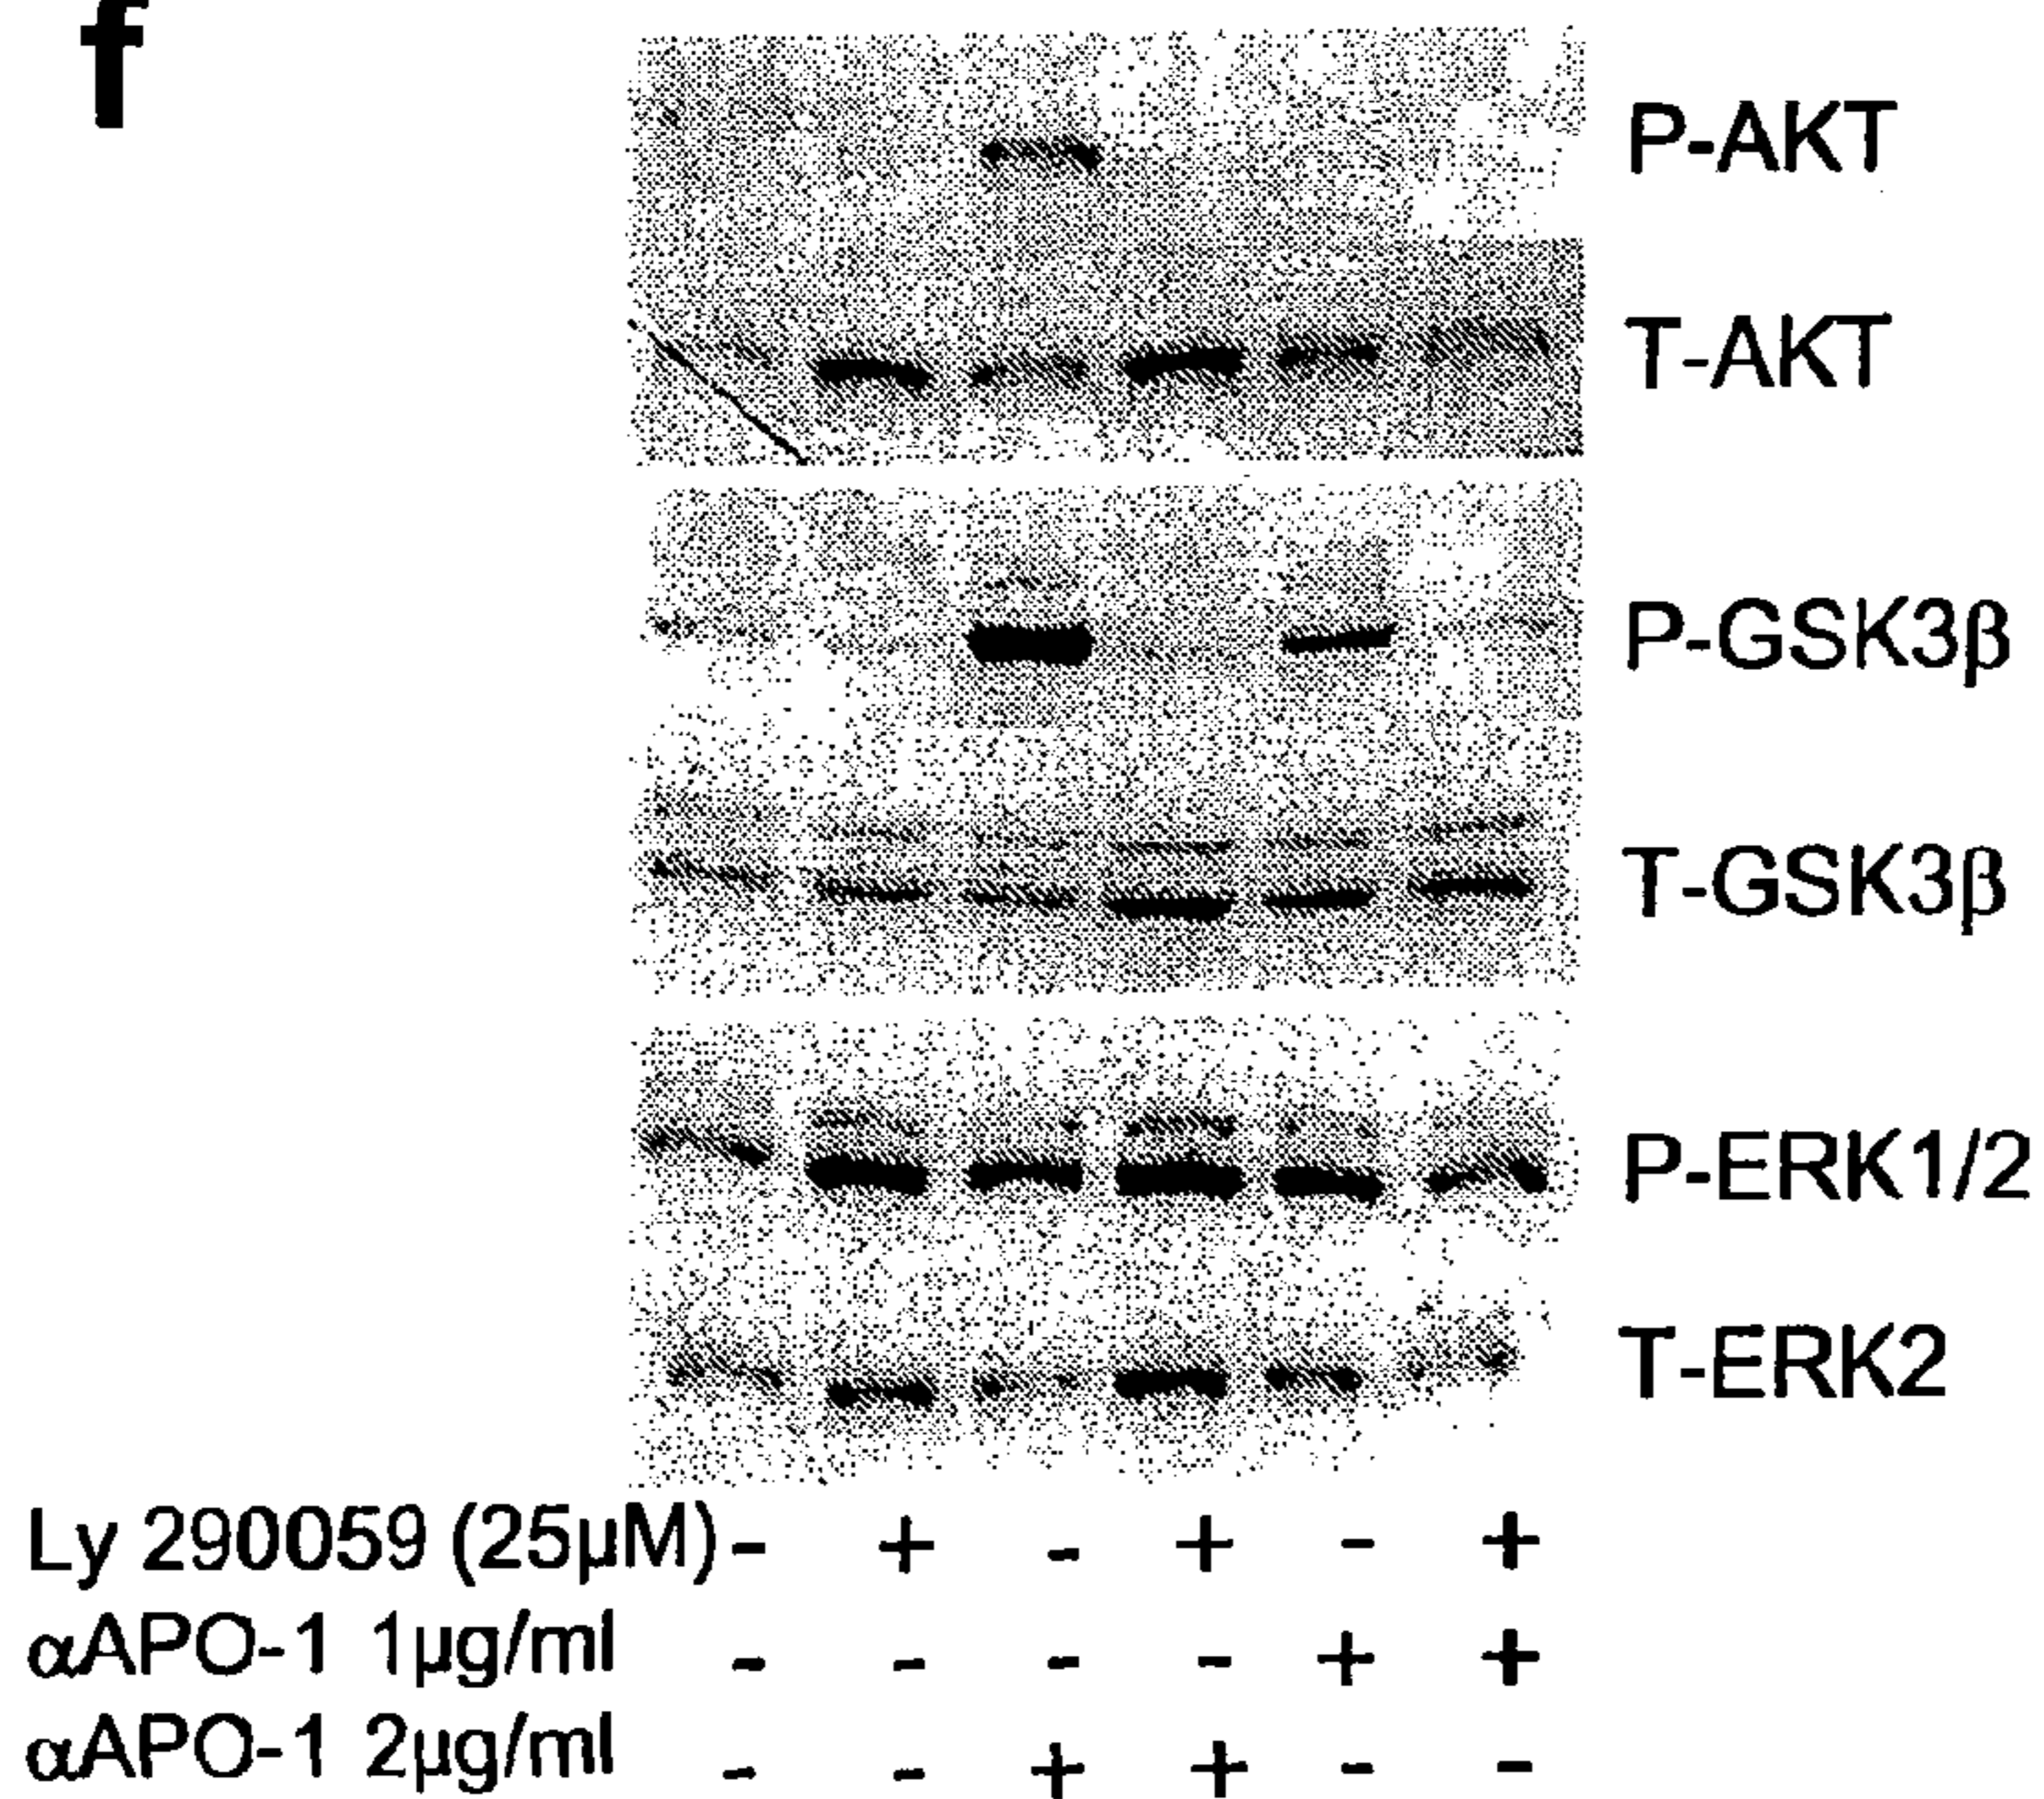 f
P-AKT
T-AKT
P-GSK3β
T-GSK3β
P-ERK1/2
T-ERK2
Ly 290059 (25µM) - + - + - +
αAPO-1 1µg/ml - - - - + +
αAPO-1 2µg/ml - - + + - -